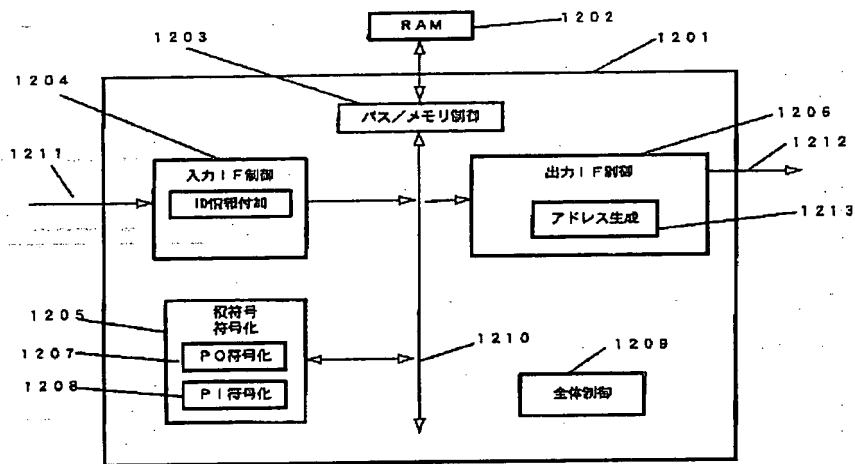 RAM
1202
1203
1201
1204
バス/メモリ制御
1206
1211
1212
入力IF制御
出力IF制御
ID情報付加
アドレス生成
1213
1205
積符号
符号化
1207
PO符号化
1210
1209
1208
PI符号化
全体制御